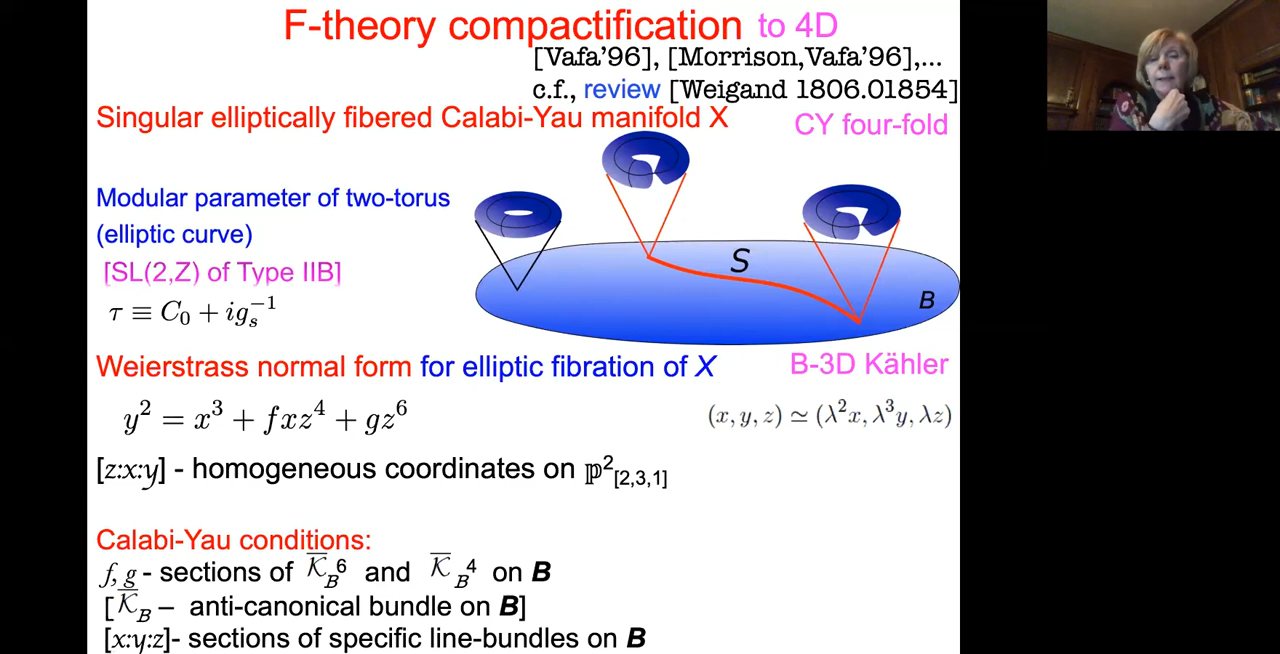 F-theory compactification to 4D
[Vafa'96], [Morrison,Vafa'96],...
c.f., review [Weigand 1806.01854]
Singular elliptically fibered Calabi-Yau manifold X
CY four-fold
Modular parameter of two-torus
(elliptic curve)
[SL(2,Z) of Type IIB]
τ ≡ C₀ + ig_s⁻¹
S
B
Weierstrass normal form for elliptic fibration of X
B-3D Kähler
y² = x³ + fxz⁴ + gz⁶
(x, y, z) ≃ (λ²x, λ³y, λz)
[z:x:y] - homogeneous coordinates on ℙ²[2,3,1]
Calabi-Yau conditions:
f, g - sections of K̅_B⁶ and K̅_B⁴ on B
[K̅_B – anti-canonical bundle on B]
[x:y:z]- sections of specific line-bundles on B